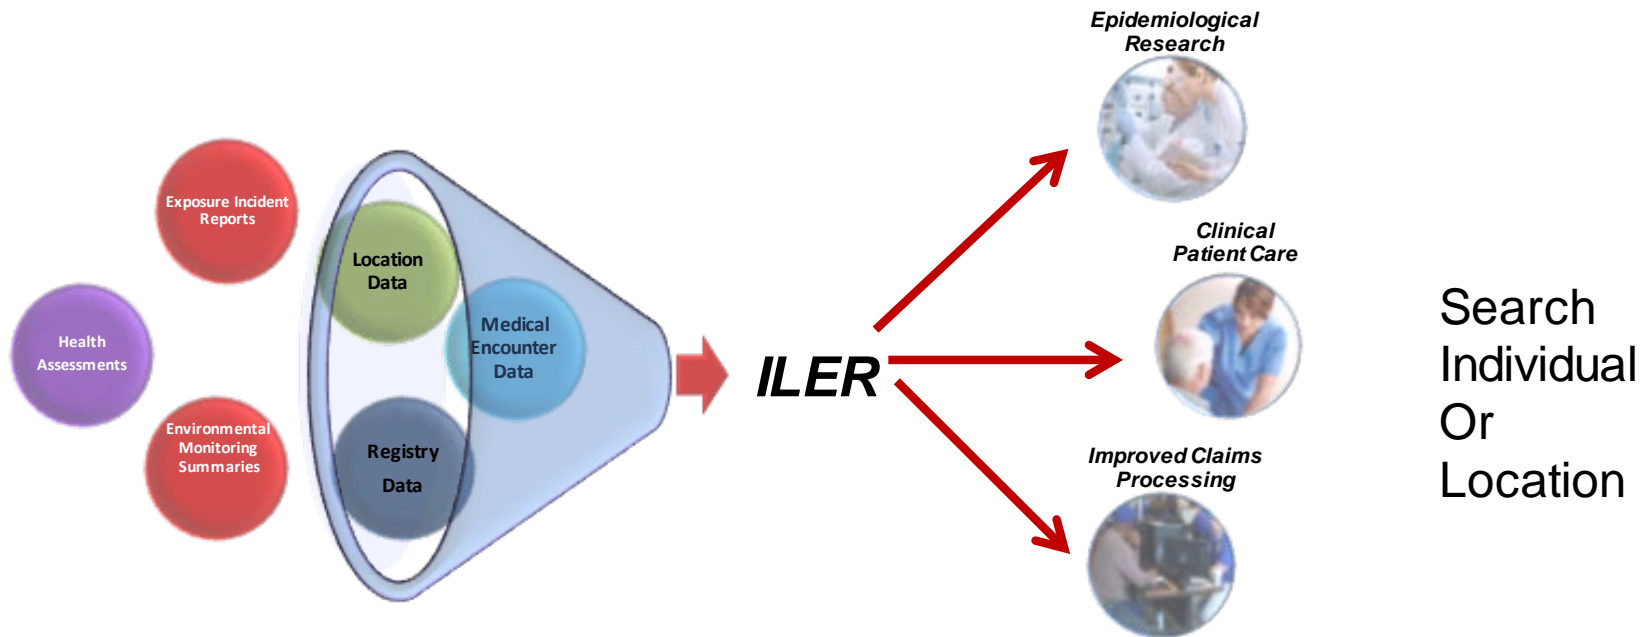 Epidemiological
Research
Exposure Incident
Reports
Location
Data
Health
Assessments
Medical
Encounter
Data
Environmental
Monitoring
Summaries
Registry
Data
ILER
Clinical
Patient Care
Improved Claims
Processing
Search
Individual
Or
Location